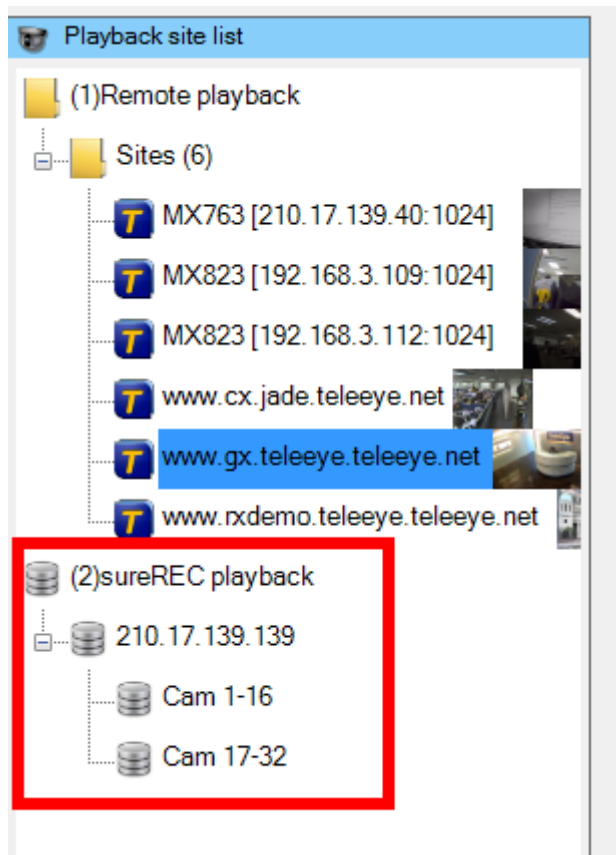 Playback site list
(1)Remote playback
Sites (6)
MX763 [210.17.139.40:1024]
MX823 [192.168.3.109:1024]
MX823 [192.168.3.112:1024]
www.cx.jade.teleeye.net
www.gx.teleeye.teleeye.net
www.rxdemo.teleeye.teleeye.net
(2)sureREC playback
210.17.139.139
Cam 1-16
Cam 17-32